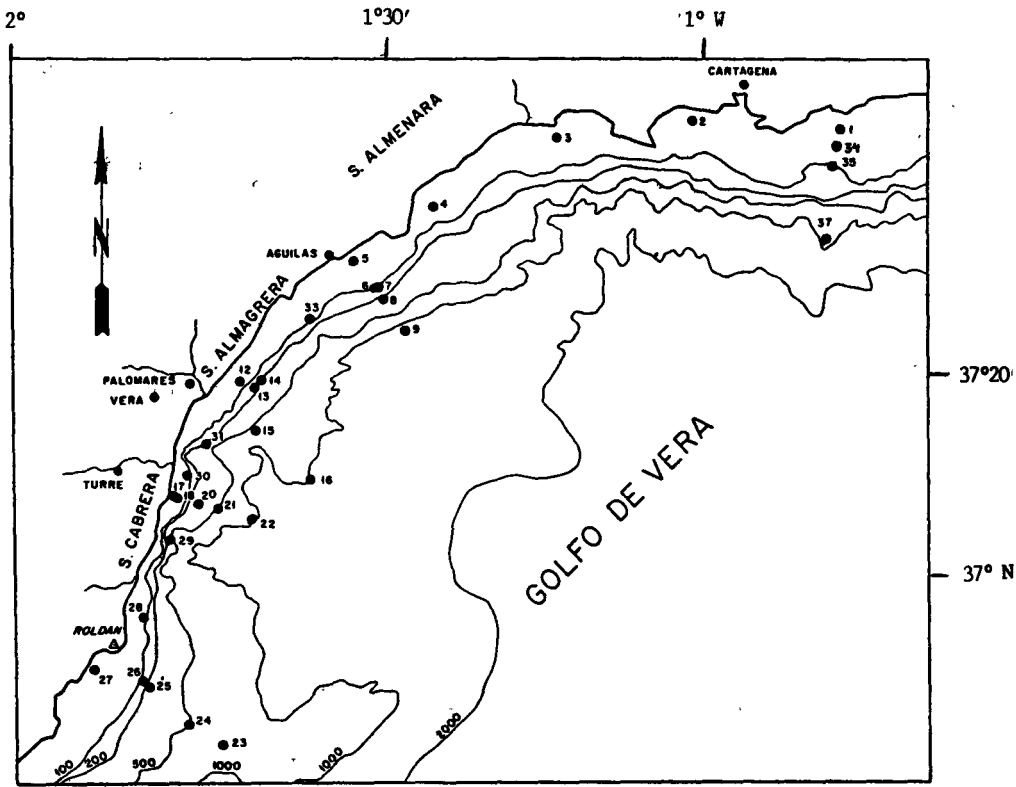 2° 1°30′ 1° W
CARTAGENA
1
2
3
34
35
S. ALMENARA
4
37
AGUILAS
5
6 7
8
33
9
S. ALMAGRERA
N
12 14
13
PALOMARES
VERA
37°20′
15
31
16
TURRE
30
17 18 20
21
22
S. CABRERA
29
GOLFO DE VERA
37° N
28
ROLDAN
27
26 25
24
23
100 200 500 1000 1000 2000